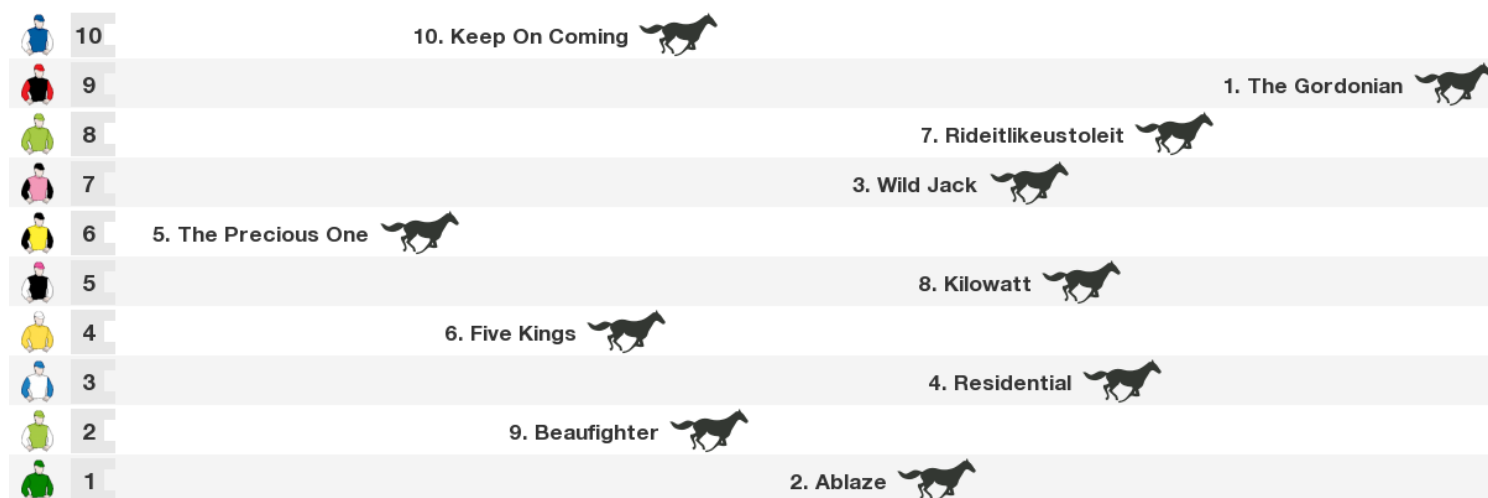 10 10. Keep On Coming
9 1. The Gordonian
8 7. Rideitlikeustoleit
7 3. Wild Jack
6 5. The Precious One
5 8. Kilowatt
4 6. Five Kings
3 4. Residential
2 9. Beaufighter
1 2. Ablaze